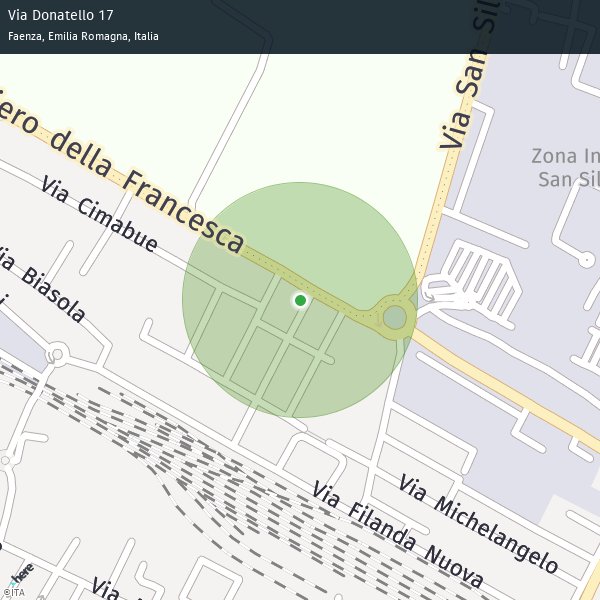 Via Donatello 17
Faenza, Emilia Romagna, Italia
Via San Sil
iero della Francesca
Zona In
San Sil
Via Cimabue
Via Biasola
Via Michelangelo
Via Filanda Nuova
Via
here
©ITA